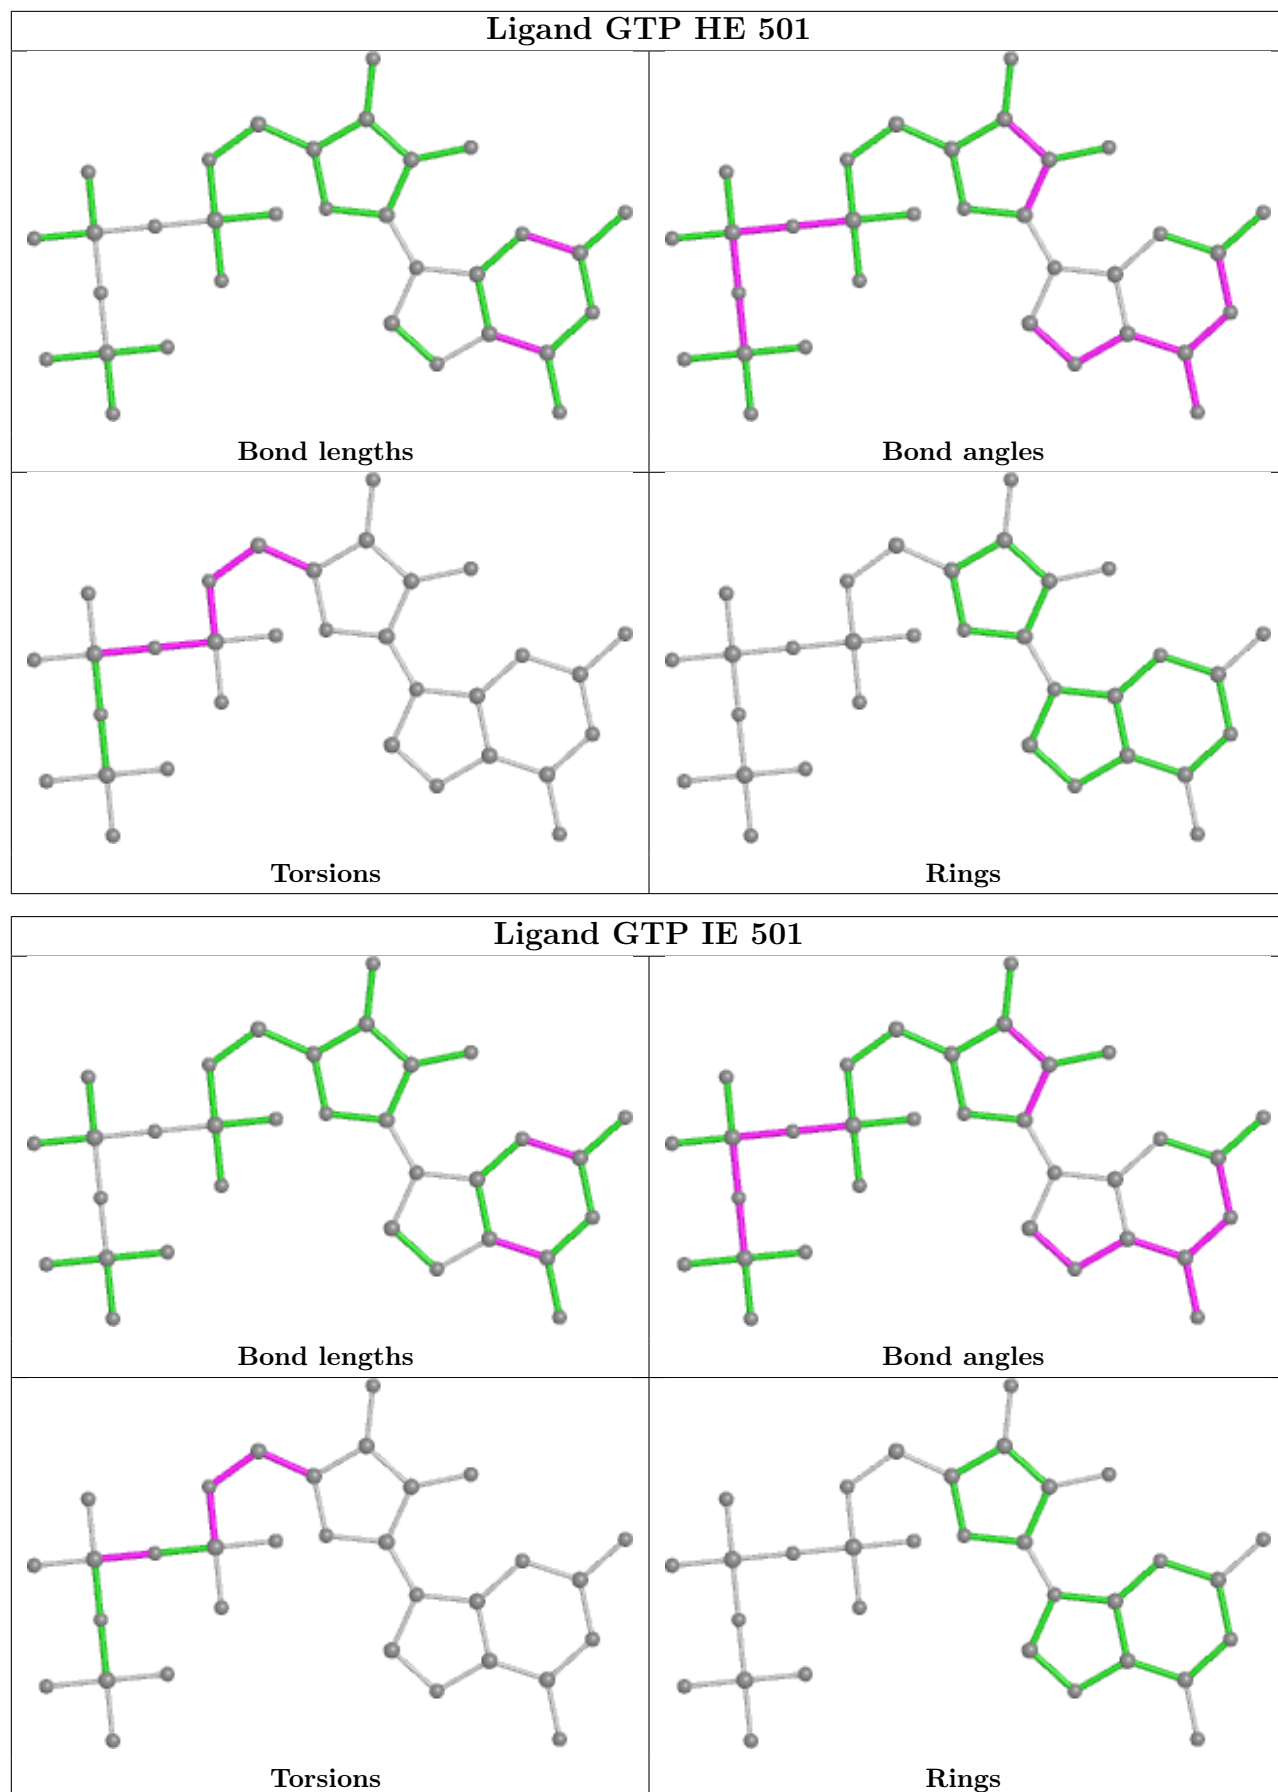 Ligand GTP HE 501
Bond lengths
Bond angles
Torsions
Rings
Ligand GTP IE 501
Bond lengths
Bond angles
Torsions
Rings